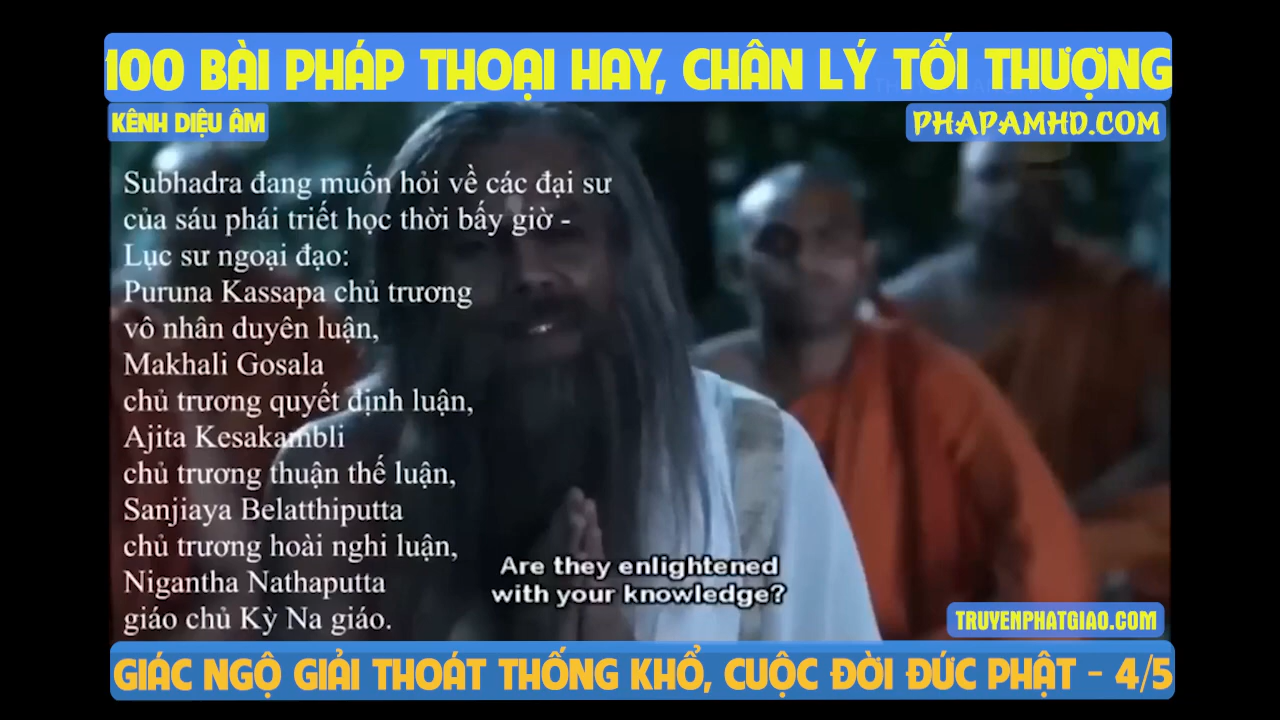 100 BÀI PHÁP THOẠI HAY, CHÂN LÝ TỐI THƯỢNG
KÊNH DIỆU ÂM
PHAPAMHD.COM
Subhadra đang muốn hỏi về các đại sư
của sáu phái triết học thời bấy giờ -
Lục sư ngoại đạo:
Puruna Kassapa chủ trương
vô nhân duyên luận,
Makhali Gosala
chủ trương quyết định luận,
Ajita Kesakambli
chủ trương thuận thế luận,
Sanjiaya Belatthiputta
chủ trương hoài nghi luận,
Nigantha Nathaputta
giáo chủ Kỳ Na giáo.
Are they enlightened
with your knowledge?
TRUYENPHATGIAO.COM
GIÁC NGỘ GIẢI THOÁT THỐNG KHỔ, CUỘC ĐỜI ĐỨC PHẬT - 4/5